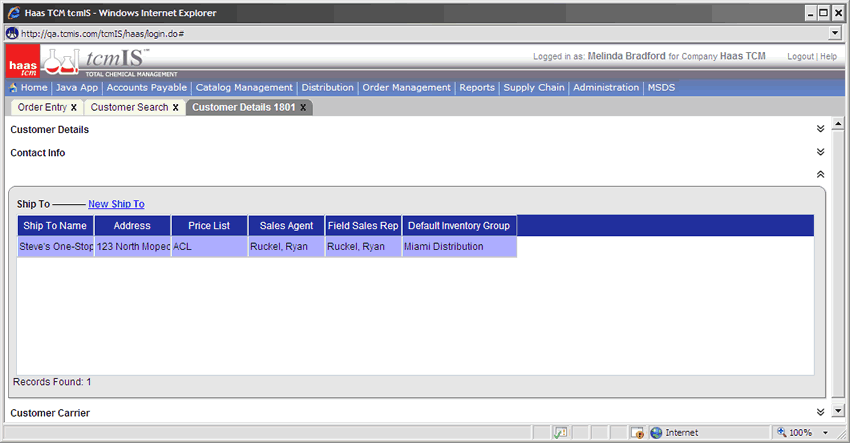 Haas TCM tcmIS - Windows Internet Explorer
http://qa.tcmis.com/tcmIS/haas/login.do#
haas tcm
tcmIS™
TOTAL CHEMICAL MANAGEMENT
Logged in as: Melinda Bradford for Company Haas TCM Logout | Help
Home | Java App | Accounts Payable | Catalog Management | Distribution | Order Management | Reports | Supply Chain | Administration | MSDS
Order Entry x Customer Search x Customer Details 1801 x
Customer Details
Contact Info
Ship To ---------- New Ship To
Ship To Name Address Price List Sales Agent Field Sales Rep Default Inventory Group
Steve's One-Stop 123 North Moped ACL Ruckel, Ryan Ruckel, Ryan Miami Distribution
Records Found: 1
Customer Carrier
Internet 100%